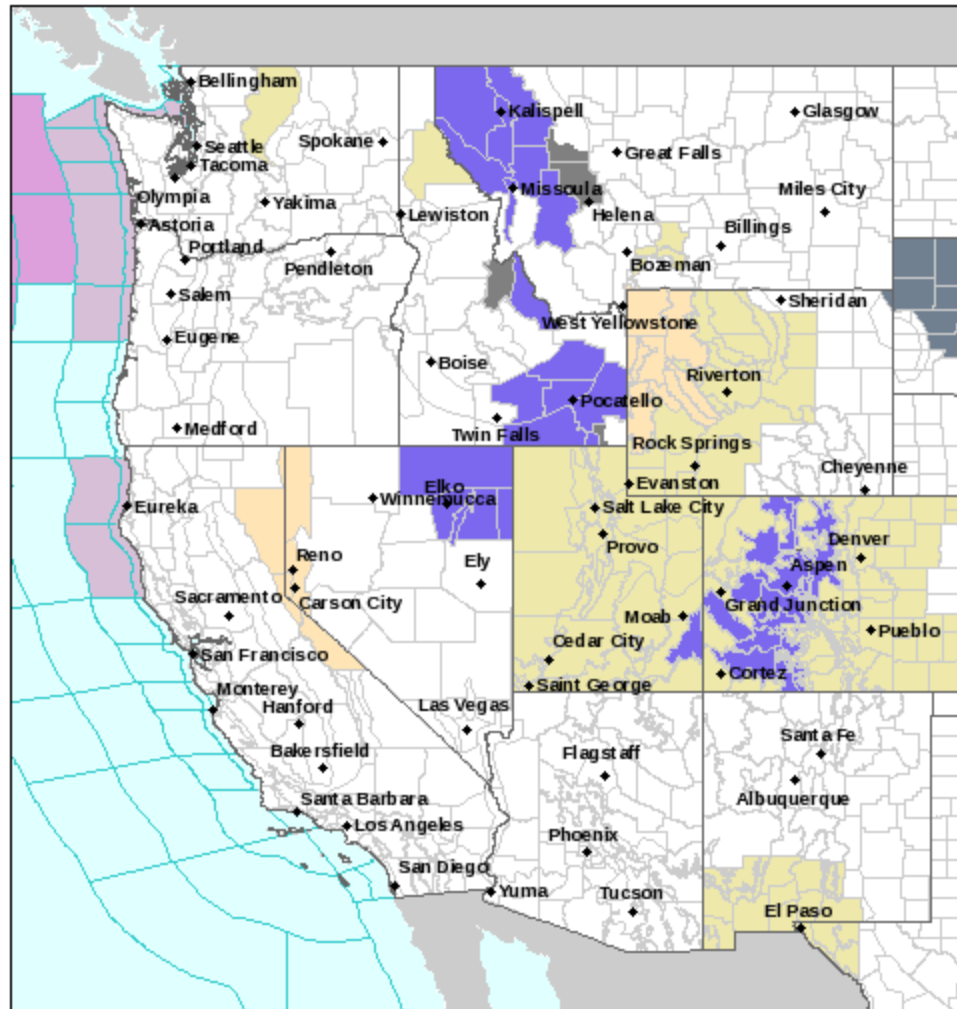 Bellingham
Kalispell
Glasgow
Spokane
Seattle
Great Falls
Tacoma
Missoula
Miles City
Olympia
Yakima
Lewiston
Helena
Astoria
Billings
Portland
Pendleton
Bozeman
Salem
Sheridan
West Yellowstone
Eugene
Boise
Riverton
Pocatello
Medford
Twin Falls
Rock Springs
Cheyenne
Elko
Evanston
Winnemucca
Eureka
Salt Lake City
Denver
Provo
Reno
Ely
Aspen
Sacramento
Carson City
Grand Junction
Moab
Pueblo
Cedar City
San Francisco
Cortez
Saint George
Monterey
Hanford
Las Vegas
Santa Fe
Bakersfield
Flagstaff
Santa Barbara
Albuquerque
Los Angeles
Phoenix
San Diego
Yuma
Tucson
El Paso